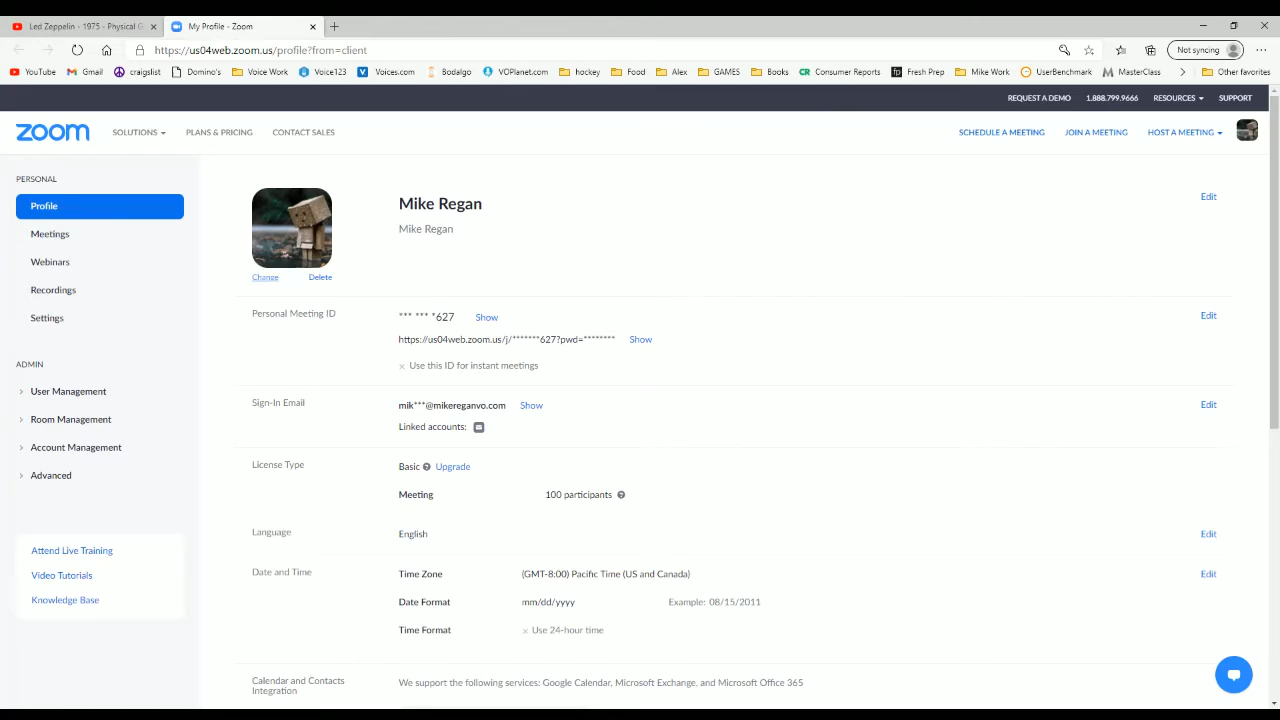 Led Zeppelin - 1975 - Physical G
My Profile - Zoom
https://us04web.zoom.us/profile?from=client
Not syncing
YouTube Gmail craigslist Domino's Voice Work Voice123 Voices.com Bodalgo VOPlanet.com hockey Food Alex GAMES Books Consumer Reports Fresh Prep Mike Work UserBenchmark MasterClass Other favorites
REQUEST A DEMO 1.888.799.9666 RESOURCES SUPPORT
zoom SOLUTIONS PLANS & PRICING CONTACT SALES SCHEDULE A MEETING JOIN A MEETING HOST A MEETING
PERSONAL
Profile
Meetings
Webinars
Recordings
Settings
ADMIN
User Management
Room Management
Account Management
Advanced
Attend Live Training
Video Tutorials
Knowledge Base
Change Delete
Mike Regan Edit
Mike Regan
Personal Meeting ID *** *** *627 Show Edit
https://us04web.zoom.us/j/*******627?pwd=******** Show
× Use this ID for instant meetings
Sign-In Email mik***@mikereganvo.com Show Edit
Linked accounts:
License Type Basic Upgrade
Meeting 100 participants
Language English Edit
Date and Time Time Zone (GMT-8:00) Pacific Time (US and Canada) Edit
Date Format mm/dd/yyyy Example: 08/15/2011
Time Format × Use 24-hour time
Calendar and Contacts We support the following services: Google Calendar, Microsoft Exchange, and Microsoft Office 365
Integration